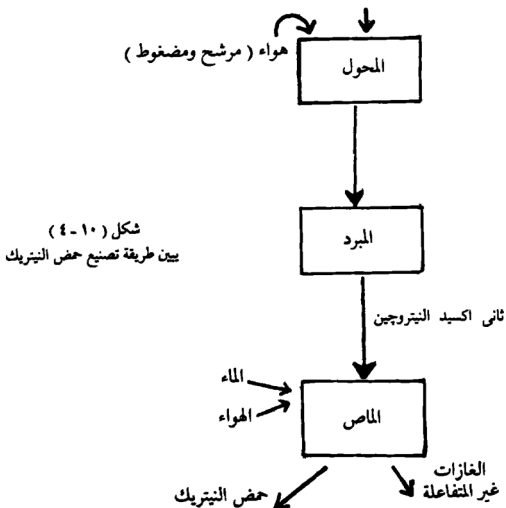 هواء ( مرشح ومضغوط )
المحول
شكل ( ١٠ - ٤ )
يبين طريقة تصنيع حمض النيتريك
المبرد
ثانى اكسيد النيتروجين
الماء
الهواء
الماص
الغازات
غير المتفاعلة
حمض النيتريك